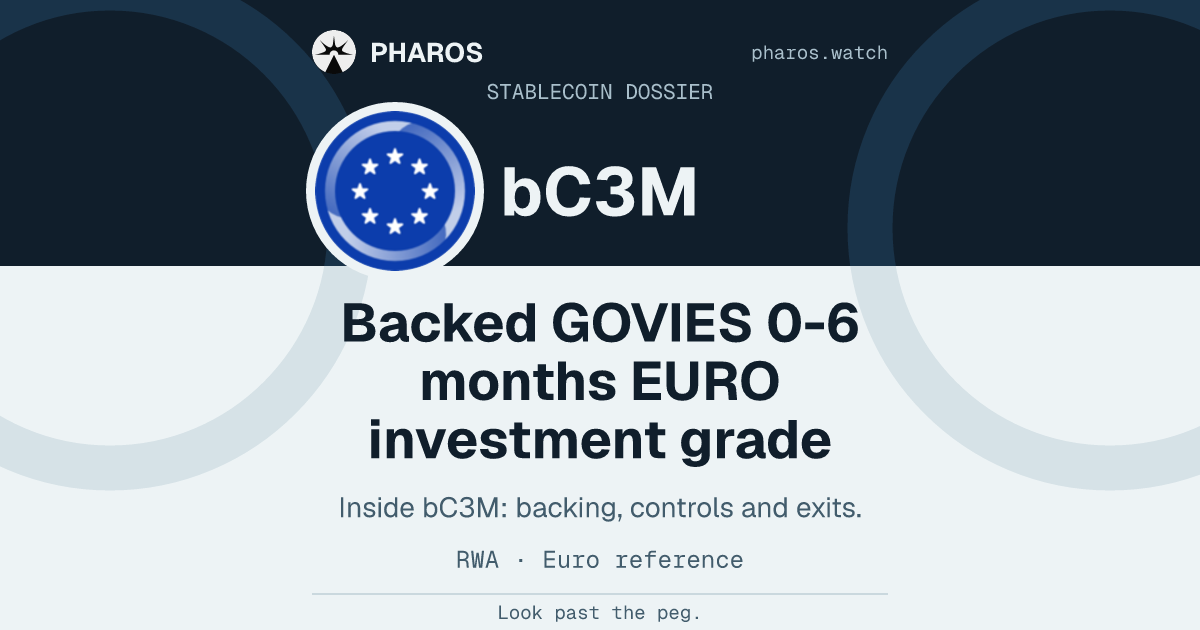 PHAROS
pharos.watch
STABLECOIN DOSSIER
bC3M
Backed GOVIES 0-6
months EURO
investment grade
Inside bC3M: backing, controls and exits.
RWA · Euro reference
Look past the peg.